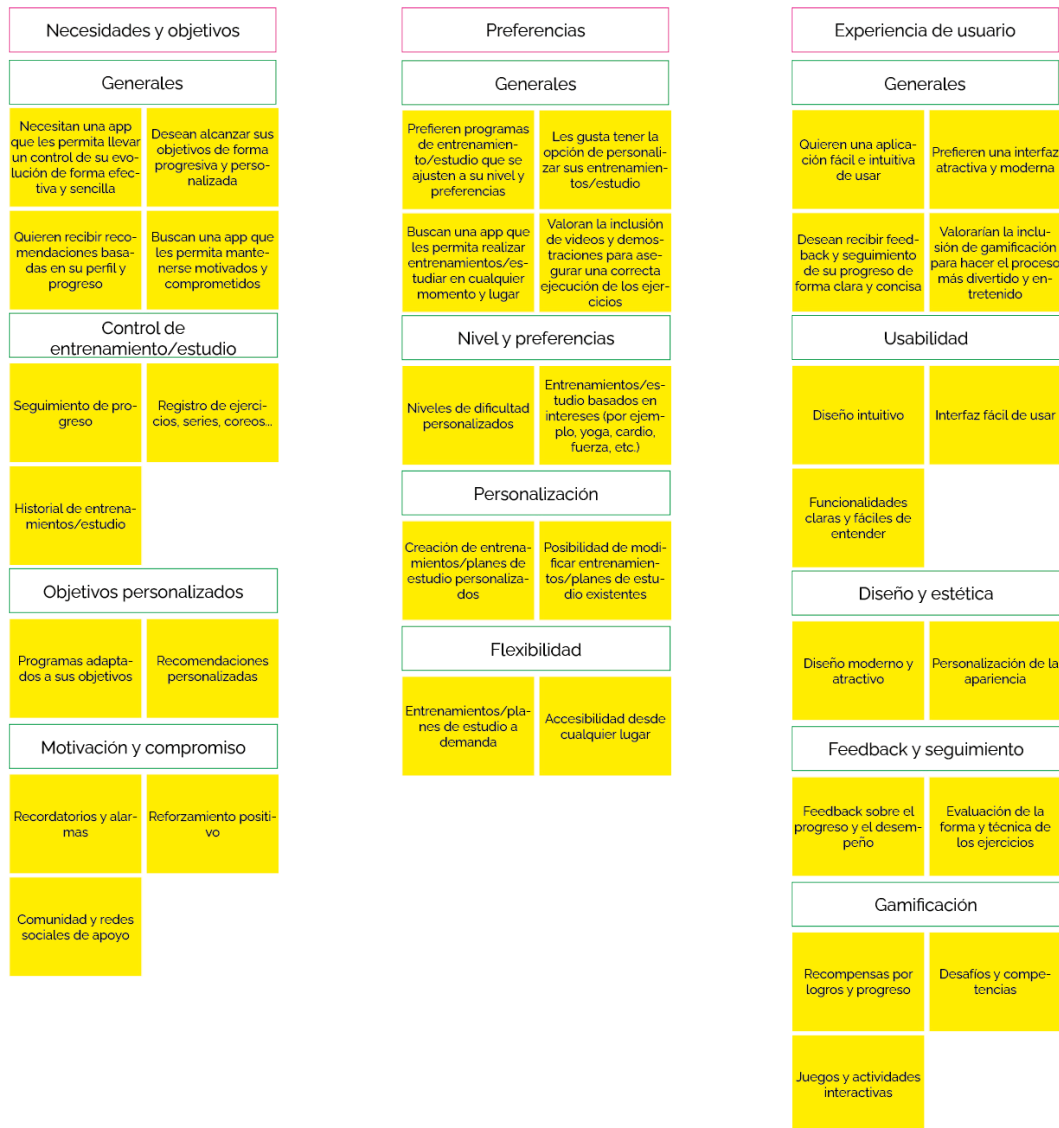 Necesidades y objetivos
Generales
Necesitan una app
que les permita llevar
un control de su evo-
lución de forma efec-
tiva y sencilla
Desean alcanzar sus
objetivos de forma
progresiva y perso-
nalizada
Quieren recibir reco-
mendaciones basa-
das en su perfil y
progreso
Buscan una app que
les permita mante-
nerse motivados y
comprometidos
Control de
entrenamiento/estudio
Seguimiento de pro-
greso
Registro de ejerci-
cios, series, coreos...
Historial de entrena-
mientos/estudio
Objetivos personalizados
Programas adapta-
dos a sus objetivos
Recomendaciones
personalizadas
Motivación y compromiso
Recordatorios y alar-
mas
Reforzamiento positi-
vo
Comunidad y redes
sociales de apoyo
Preferencias
Generales
Prefieren programas
de entrenamiento
to/estudio que se
ajusten a su nivel y
preferencias
Les gusta tener la
opción de personali-
zar sus entrenamien-
tos/estudio
Buscan una app que
les permita realizar
entrenamientos/es-
tudiar en cualquier
momento y lugar
Valoran la inclusión
de videos y demos-
traciones para ase-
gurar una correcta
ejecución de los ejer-
cicios
Nivel y preferencias
Niveles de dificultad
personalizados
Entrenamientos/es-
tudio basados en
intereses (por ejem-
plo, yoga, cardio,
fuerza, etc.)
Personalización
Creación de entrena-
mientos/planes de
estudio personaliza-
dos
Posibilidad de modi-
ficar entrenamien-
tos/planes de estu-
dio existentes
Flexibilidad
Entrenamientos/pla-
nes de estudio a
demanda
Accesibilidad desde
cualquier lugar
Experiencia de usuario
Generales
Quieren una aplica-
ción fácil e intuitiva
de usar
Prefieren una interfaz
atractiva y moderna
Desean recibir feed-
back y seguimiento
de su progreso de
forma clara y concisa
Valorarían la inclu-
sión de gamificación
para hacer el proceso
más divertido y en-
tretenido
Usabilidad
Diseño intuitivo
Interfaz fácil de usar
Funcionalidades
claras y fáciles de
entender
Diseño y estética
Diseño moderno y
atractivo
Personalización de la
apariencia
Feedback y seguimiento
Feedback sobre el
progreso y el desem-
peño
Evaluación de la
forma y técnica de
los ejercicios
Gamificación
Recompensas por
logros y progreso
Desafíos y compe-
tencias
Juegos y actividades
interactivas